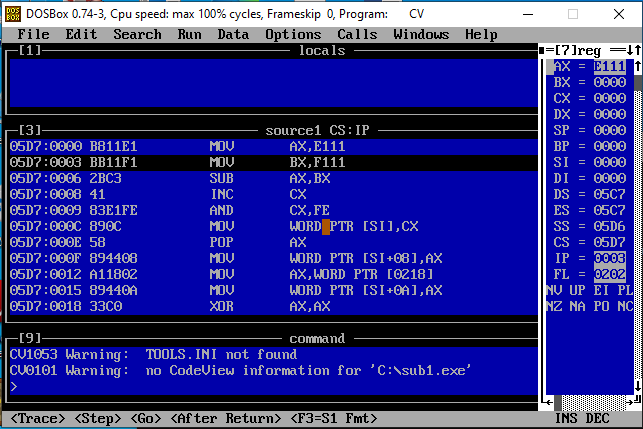 DOSBox 0.74-3, Cpu speed: max 100% cycles, Frameskip 0, Program: CV
File Edit Search Run Data Options Calls Windows Help
[1] locals
[3] source1 CS:IP
05D7:0000 B811E1 MOV AX,E111
05D7:0003 BB11F1 MOV BX,F111
05D7:0006 2BC3 SUB AX,BX
05D7:0008 41 INC CX
05D7:0009 83E1FE AND CX,FE
05D7:000C 890C MOV WORD PTR [SI],CX
05D7:000E 58 POP AX
05D7:000F 894408 MOV WORD PTR [SI+08],AX
05D7:0012 A11802 MOV AX,WORD PTR [0218]
05D7:0015 89440A MOV WORD PTR [SI+0A],AX
05D7:0018 33C0 XOR AX,AX
[9] command
CV1053 Warning: TOOLS.INI not found
CV0101 Warning: no CodeView information for 'C:\sub1.exe'
>
[7]reg
AX = E111
BX = 0000
CX = 0000
DX = 0000
SP = 0000
BP = 0000
SI = 0000
DI = 0000
DS = 05C7
ES = 05C7
SS = 05D6
CS = 05D7
IP = 0003
FL = 0202
NV UP EI PL
NZ NA PO NC
<Trace> <Step> <Go> <After Return> <F3=S1 Fmt> INS DEC